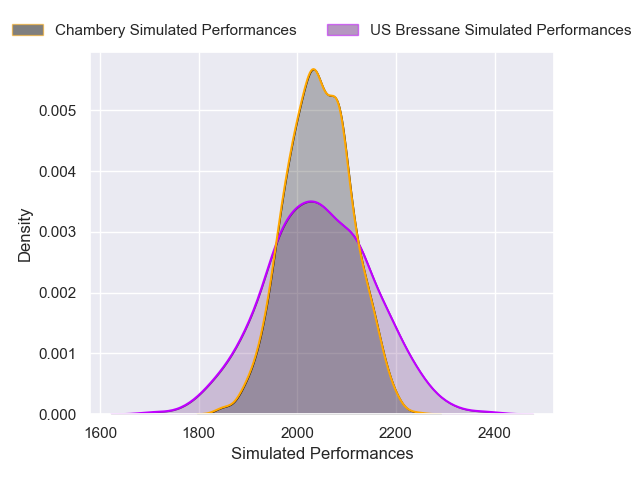 Chambery Simulated Performances US Bressane Simulated Performances
0.005
0.004
0.003
0.002
0.001
0.000
Density
1600 1800 2000 2200 2400
Simulated Performances